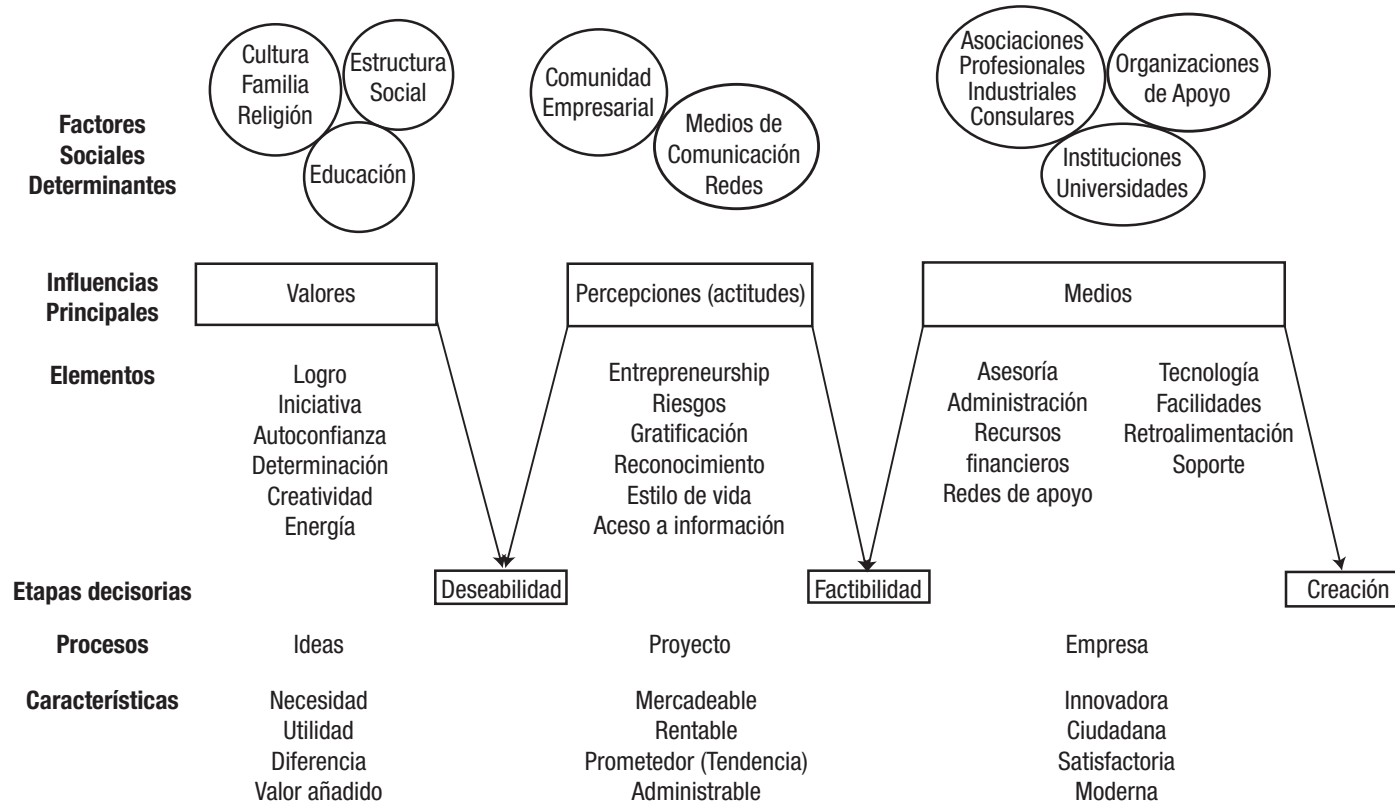 Factores
Sociales
Determinantes
Cultura
Familia
Religión
Estructura
Social
Educación
Comunidad
Empresarial
Medios de
Comunicación
Redes
Asociaciones
Profesionales
Industriales
Consulares
Organizaciones
de Apoyo
Instituciones
Universidades
Influencias
Principales
Valores
Percepciones (actitudes)
Medios
Elementos
Logro
Iniciativa
Autoconfianza
Determinación
Creatividad
Energía
Entrepreneurship
Riesgos
Gratificación
Reconocimiento
Estilo de vida
Aceso a información
Asesoría
Administración
Recursos
financieros
Redes de apoyo
Tecnología
Facilidades
Retroalimentación
Soporte
Etapas decisorias
Deseabilidad
Factibilidad
Creación
Procesos
Ideas
Proyecto
Empresa
Característícas
Necesidad
Utilidad
Diferencia
Valor añadido
Mercadeable
Rentable
Prometedor (Tendencia)
Administrable
Innovadora
Ciudadana
Satisfactoria
Moderna